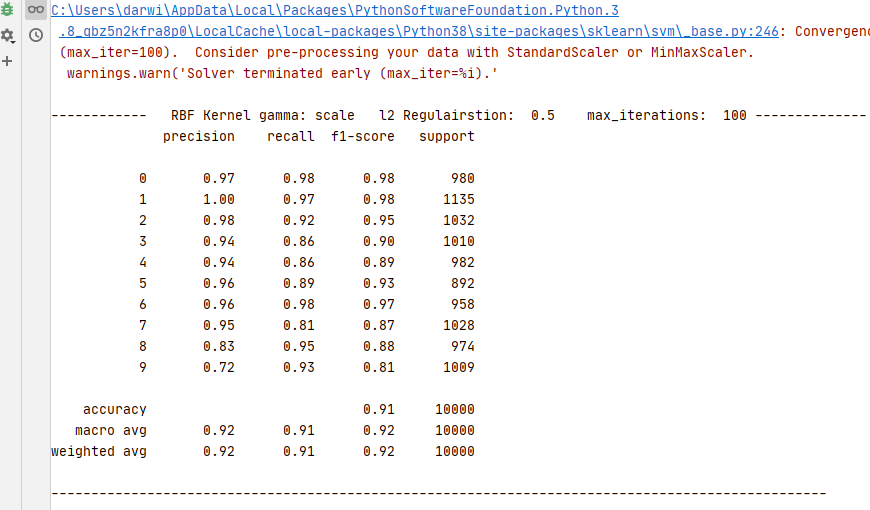 C:\Users\darwi\AppData\Local\Packages\PythonSoftwareFoundation.Python.3
.8_qbz5n2kfra8p0\LocalCache\local-packages\Python38\site-packages\sklearn\svm\_base.py:246: Convergenc
(max_iter=100).  Consider pre-processing your data with StandardScaler or MinMaxScaler.
warnings.warn('Solver terminated early (max_iter=%i).'
------------   RBF Kernel gamma: scale   l2 Regulairstion:  0.5    max_iterations:  100 --------------
precision    recall  f1-score   support
0       0.97      0.98      0.98       980
1       1.00      0.97      0.98      1135
2       0.98      0.92      0.95      1032
3       0.94      0.86      0.90      1010
4       0.94      0.86      0.89       982
5       0.96      0.89      0.93       892
6       0.96      0.98      0.97       958
7       0.95      0.81      0.87      1028
8       0.83      0.95      0.88       974
9       0.72      0.93      0.81      1009
accuracy                           0.91     10000
macro avg       0.92      0.91      0.92     10000
weighted avg       0.92      0.91      0.92     10000
-------------------------------------------------------------------------------------------------